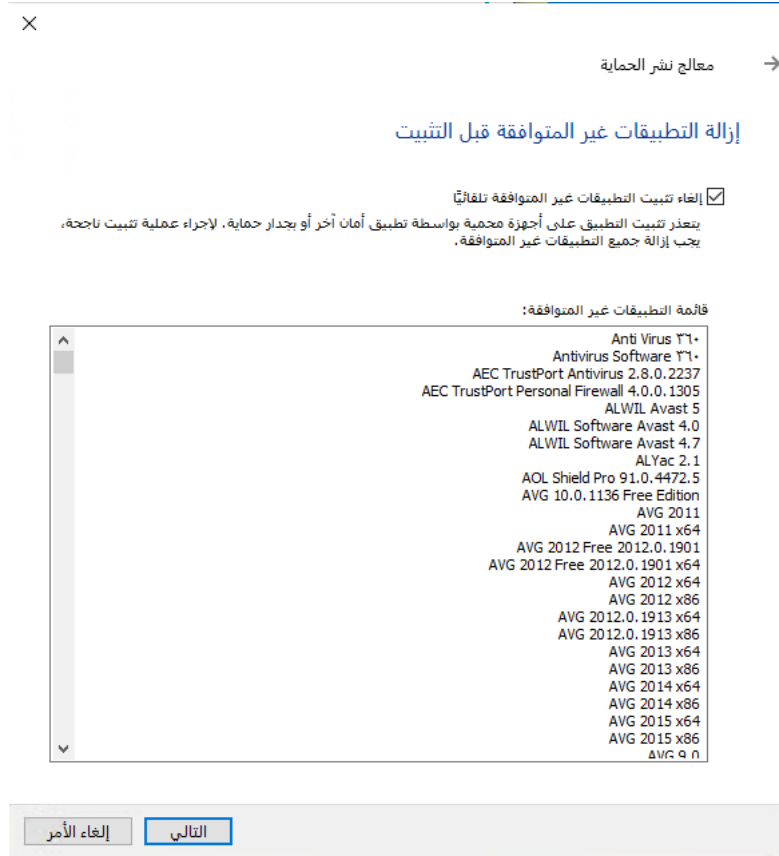 معالج نشر الحماية
إزالة التطبيقات غير المتوافقة قبل التثبيت
إلغاء تثبيت التطبيقات غير المتوافقة تلقائيًا
يتعذر تثبيت التطبيق على أجهزة محمية بواسطة تطبيق أمان آخر أو بجدار حماية. لإجراء عملية تثبيت ناجحة،
يجب إزالة جميع التطبيقات غير المتوافقة.
قائمة التطبيقات غير المتوافقة:
٣٦٠ Anti Virus
٣٦٠ Antivirus Software
AEC TrustPort Antivirus 2.8.0.2237
AEC TrustPort Personal Firewall 4.0.0.1305
ALWIL Avast 5
ALWIL Software Avast 4.0
ALWIL Software Avast 4.7
ALYac 2.1
AOL Shield Pro 91.0.4472.5
AVG 10.0.1136 Free Edition
AVG 2011
AVG 2011 x64
AVG 2012 Free 2012.0.1901
AVG 2012 Free 2012.0.1901 x64
AVG 2012 x64
AVG 2012 x86
AVG 2012.0.1913 x64
AVG 2012.0.1913 x86
AVG 2013 x64
AVG 2013 x86
AVG 2014 x64
AVG 2014 x86
AVG 2015 x64
AVG 2015 x86
AVG 9.0
التالي
إلغاء الأمر